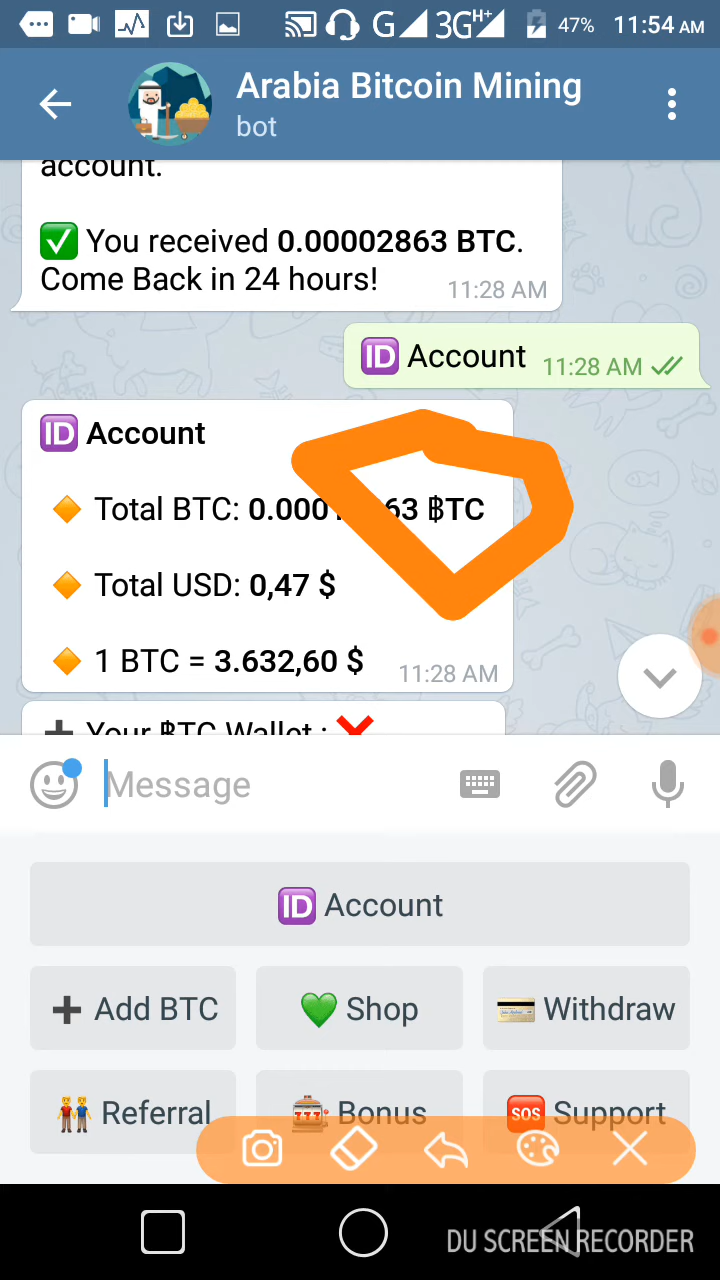 G 3G H+ 47% 11:54 AM
Arabia Bitcoin Mining
bot
account.
✅ You received 0.00002863 BTC.
Come Back in 24 hours!
11:28 AM
🆔 Account 11:28 AM
🆔 Account
🔸 Total BTC: 0.000 63 ฿TC
🔸 Total USD: 0,47 $
🔸 1 BTC = 3.632,60 $
11:28 AM
➕ Your ฿TC Wallet : ❌
Message
🆔 Account
➕ Add BTC
💚 Shop
💳 Withdraw
👬 Referral
🎰 Bonus
🆘 Support
DU SCREEN RECORDER